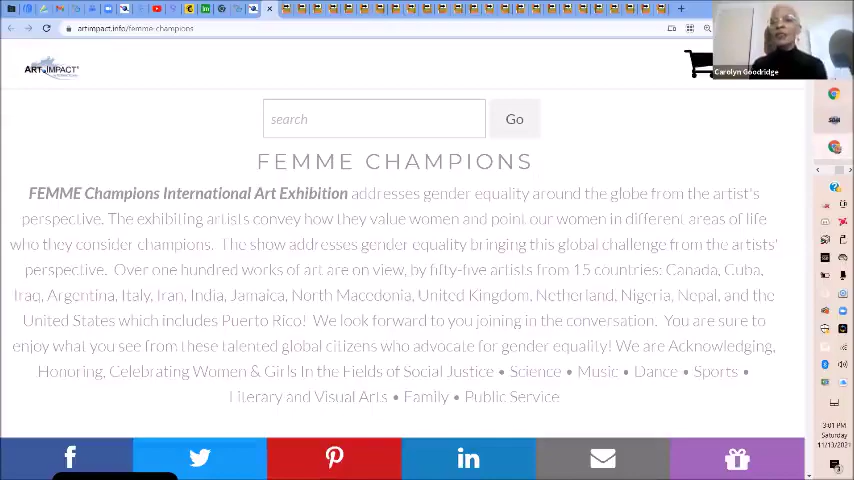 artimpact.info/femme-champions
ART IMPACT
Carolyn Goodridge
search
Go
FEMME CHAMPIONS
FEMME Champions International Art Exhibition addresses gender equality around the globe from the artist's
perspective. The exhibiting artists convey how they value women and point our women in different areas of life
who they consider champions. The show addresses gender equality bringing this global challenge from the artists'
perspective. Over one hundred works of art are on view, by fifty-five artists from 15 countries: Canada, Cuba,
Iraq, Argentina, Italy, Iran, India, Jamaica, North Macedonia, United Kingdom, Netherland, Nigeria, Nepal, and the
United States which includes Puerto Rico! We look forward to you joining in the conversation. You are sure to
enjoy what you see from these talented global citizens who advocate for gender equality! We are Acknowledging,
Honoring, Celebrating Women & Girls In the Fields of Social Justice • Science • Music • Dance • Sports •
Literary and Visual Arts • Family • Public Service
3:01 PM
Saturday
11/13/2021